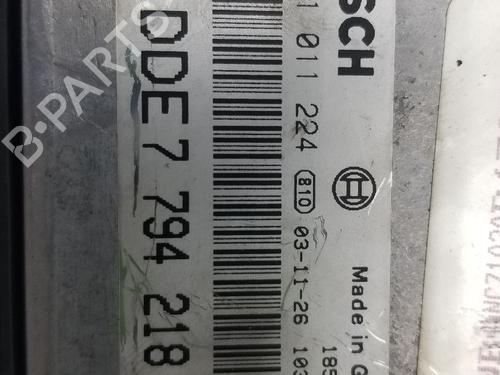 SCH
1 011 224
810 03-11-26 103
Made in G
185
DDE7 794 218
B-PARTS